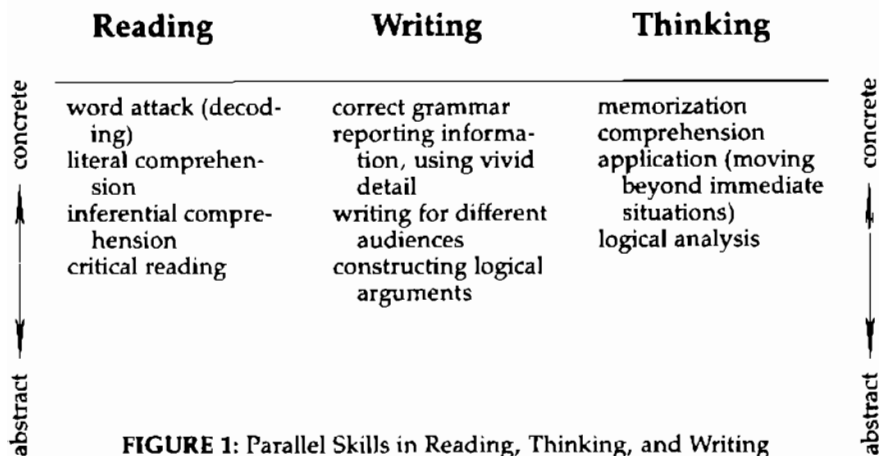 Reading Writing Thinking
concrete
abstract
word attack (decod-
ing)
literal comprehen-
sion
inferential compre-
hension
critical reading
correct grammar
reporting informa-
tion, using vivid
detail
writing for different
audiences
constructing logical
arguments
memorization
comprehension
application (moving
beyond immediate
situations)
logical analysis
concrete
abstract
FIGURE 1: Parallel Skills in Reading, Thinking, and Writing